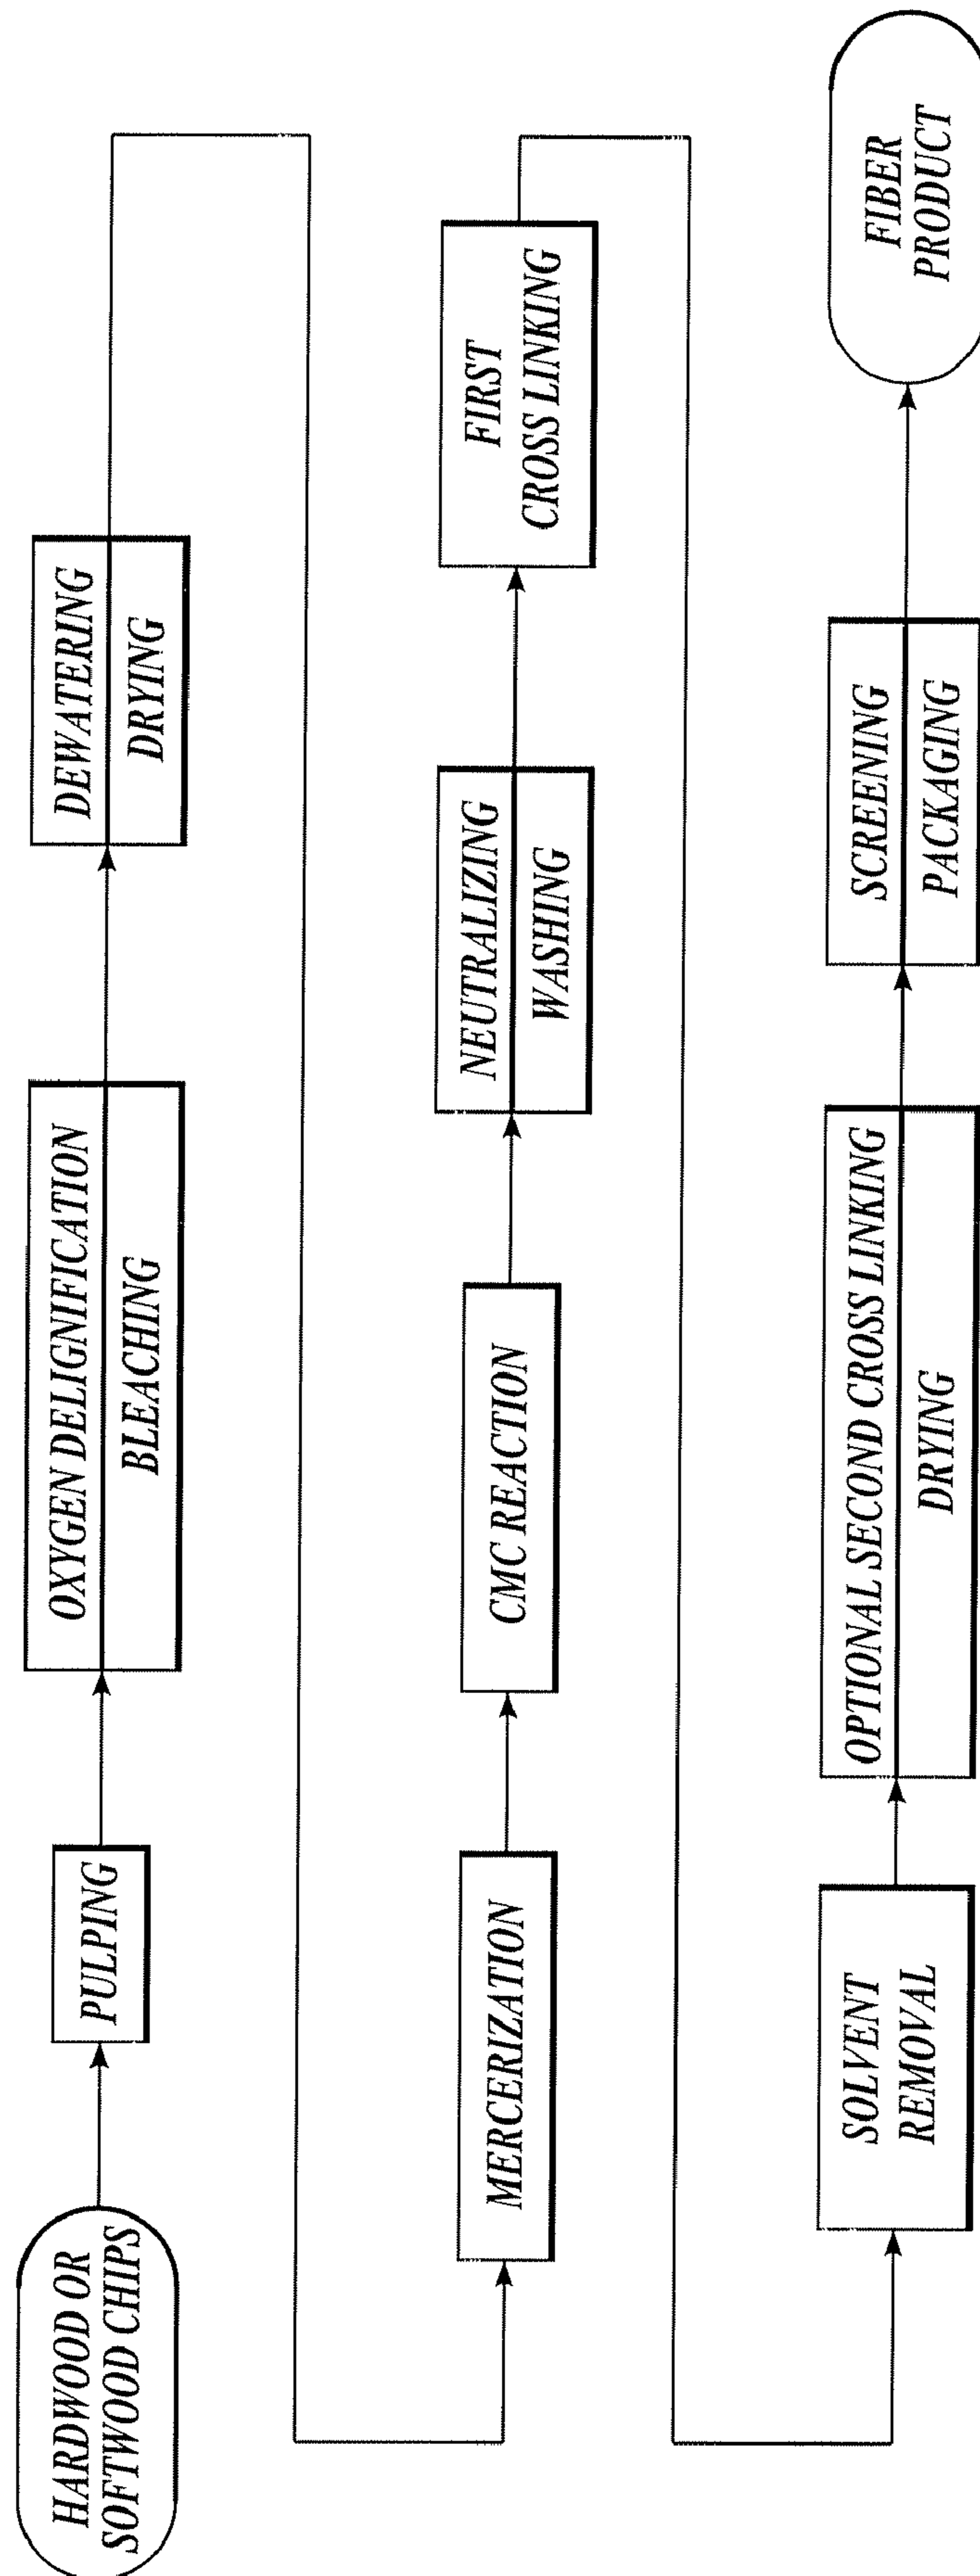 HARDWOOD OR
SOFTWOOD CHIPS
PULPING
OXYGEN DELIGNIFICATION
BLEACHING
DEWATERING
DRYING
MERCERIZATION
CMC REACTION
NEUTRALIZING
WASHING
FIRST
CROSS LINKING
SOLVENT
REMOVAL
OPTIONAL SECOND CROSS LINKING
DRYING
SCREENING
PACKAGING
FIBER
PRODUCT